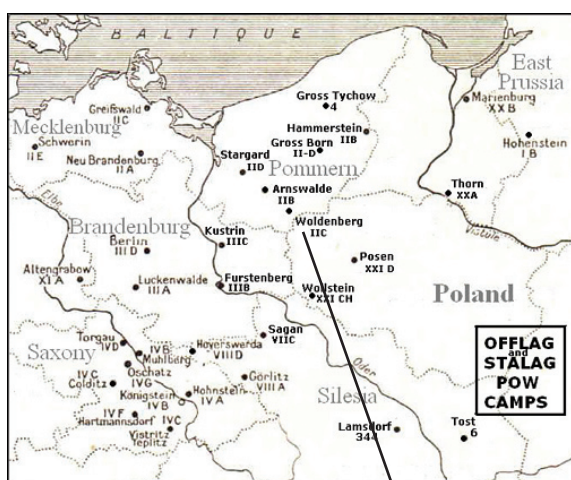 BALTIQUE
East
Prussia
Gross Tychow
4
Marienburg
XX B
Greifswald
II C
Mecklenburg
Hammerstein
IIB
Hohenstein
I B
Schwerin
II E
Neu Brandenburg
II A
Gross Born
II-D
Stargard
IID
Pommern
Arnswalde
IIB
Thorn
XXA
Elbe
Woldenberg
IIC
Vistule
Brandenburg
Berlin
III D
Kustrin
IIIC
Posen
XXI D
Altengrabow
XI A
Luckenwalde
III A
Furstenberg
IIIB
Wollstein
XXI CH
Poland
Sagan
VIIC
OFFLAG
and
STALAG
POW
CAMPS
Torgau
IV D
IV B
Muhlberg
Hoyerswerda
VIII D
Saxony
Oder
Oschatz
IV G
IV C
Colditz
Görlitz
VIII A
Königstein
IV B
Hohnstein
IV A
Silesia
IV F
Hartmannsdorf
IV C
Vistritz
Teplitz
Lamsdorf
344
Tost
6